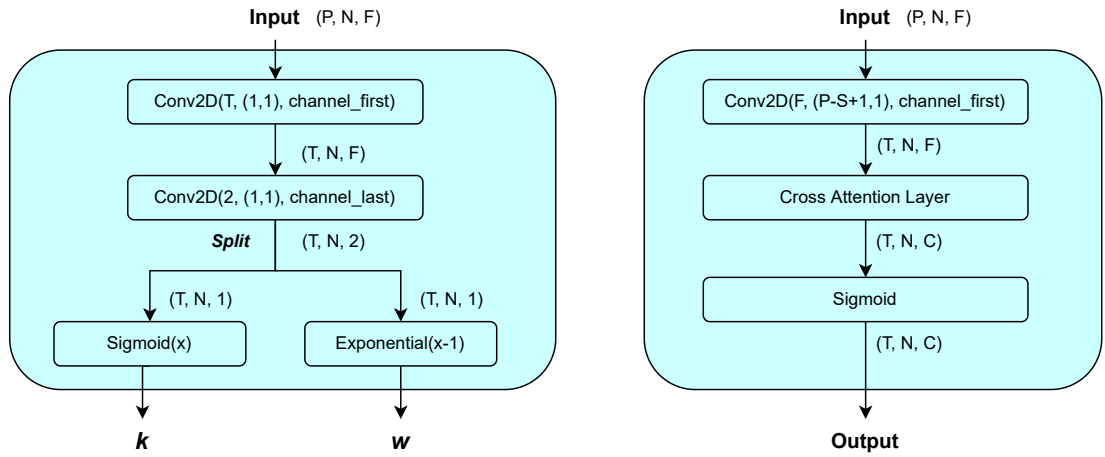 Input (P, N, F)
Conv2D(T, (1,1), channel_first)
(T, N, F)
Conv2D(2, (1,1), channel_last)
Split (T, N, 2)
(T, N, 1) (T, N, 1)
Sigmoid(x) Exponential(x-1)
k w
Input (P, N, F)
Conv2D(F, (P-S+1,1), channel_first)
(T, N, F)
Cross Attention Layer
(T, N, C)
Sigmoid
(T, N, C)
Output